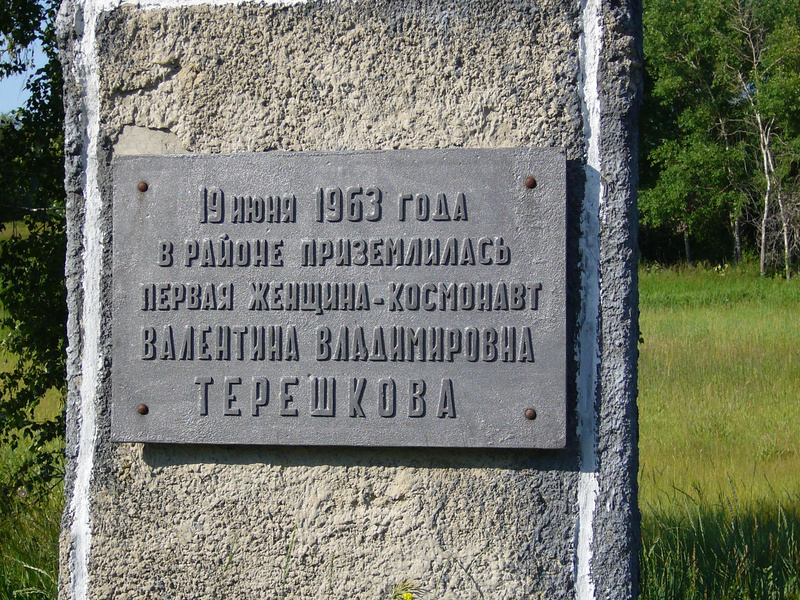 19 июня 1963 года
в районе приземлилась
первая женщина-космонавт
Валентина Владимировна
Терешкова